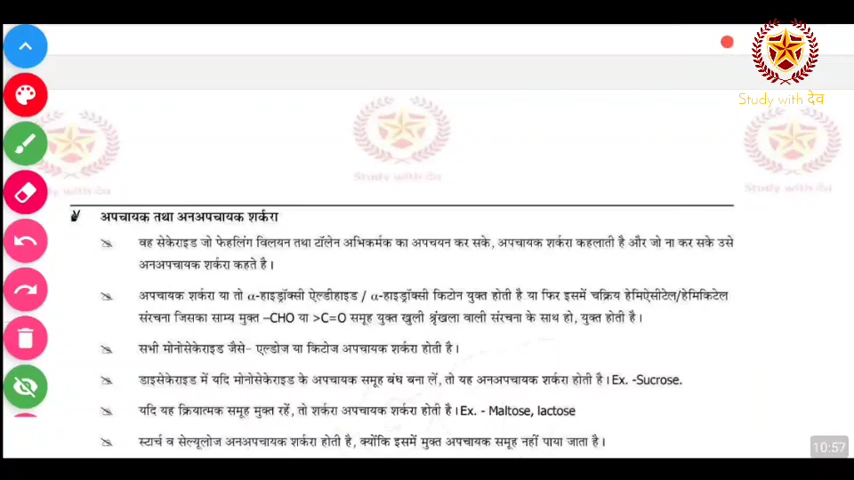 Study with देव
Study with देव
Study with देव
Study with देव
अपचायक तथा अनअपचायक शर्करा
वह सेकेराइड जो फेहलिंग विलयन तथा टॉलेन अभिकर्मक का अपचयन कर सके, अपचायक शर्करा कहलाती है और जो ना कर सके उसे
अनअपचायक शर्करा कहते है।
अपचायक शर्करा या तो α-हाइड्रॉक्सी ऐल्डीहाइड / α-हाइड्रॉक्सी किटोन युक्त होती है या फिर इसमें चक्रिय हेमिऐसीटेल/हेमिकिटेल
संरचना जिसका साम्य मुक्त –CHO या >C=O समूह युक्त खुली श्रृंखला वाली संरचना के साथ हो, युक्त होती है।
सभी मोनोसेकेराइड जैसे- एल्डोज या किटोज अपचायक शर्करा होती है।
डाइसेकेराइड में यदि मोनोसेकेराइड के अपचायक समूह बंध बना लें, तो यह अनअपचायक शर्करा होती है। Ex. -Sucrose.
यदि यह क्रियात्मक समूह मुक्त रहें, तो शर्करा अपचायक शर्करा होती है। Ex. - Maltose, lactose
स्टार्च व सेल्यूलोज अनअपचायक शर्करा होती है, क्योंकि इसमें मुक्त अपचायक समूह नहीं पाया जाता है।
10:57